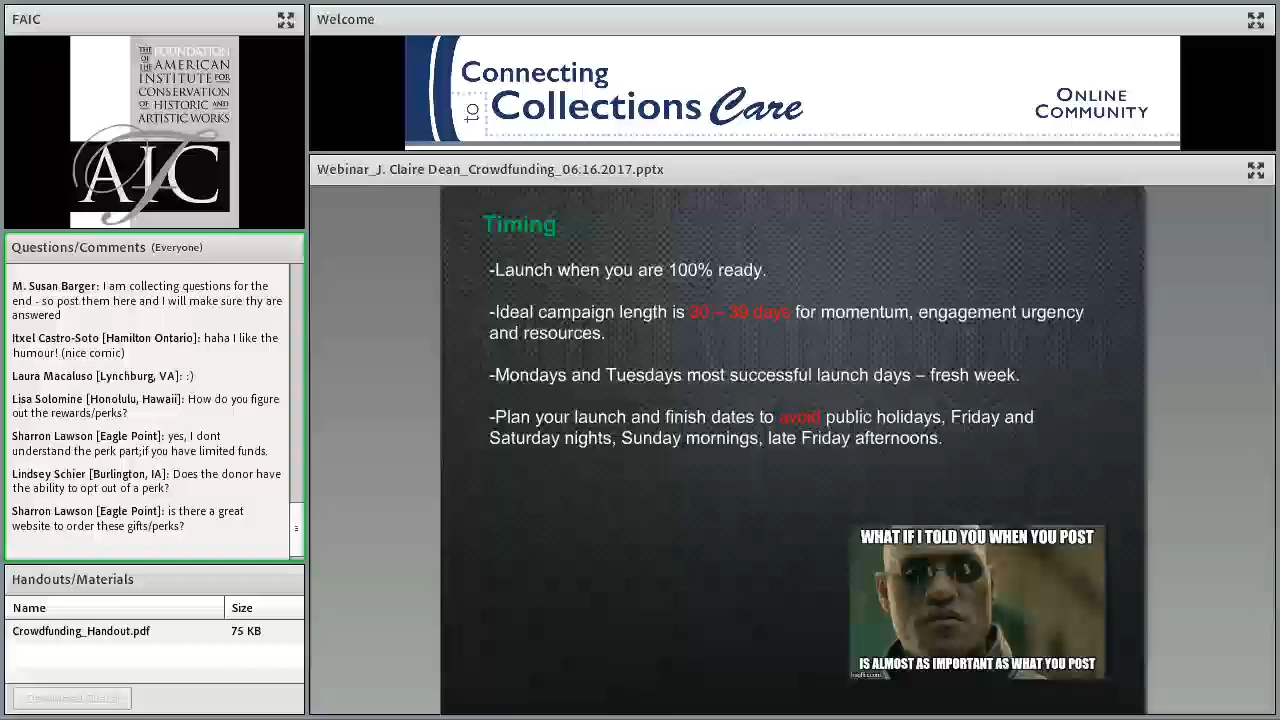 FAIC
THE FOUNDATION
OF THE AMERICAN
INSTITUTE FOR
CONSERVATION
OF HISTORIC AND
ARTISTIC WORKS
AIC
Questions/Comments (Everyone)
M. Susan Barger: I am collecting questions for the
end - so post them here and I will make sure thy are
answered
Itxel Castro-Soto [Hamilton Ontario]: haha I like the
humour! (nice comic)
Laura Macaluso [Lynchburg, VA]: :)
Lisa Solomine [Honolulu, Hawaii]: How do you figure
out the rewards/perks?
Sharron Lawson [Eagle Point]: yes, I dont
understand the perk part;if you have limited funds.
Lindsey Schier [Burlington, IA]: Does the donor have
the ability to opt out of a perk?
Sharron Lawson [Eagle Point]: is there a great
website to order these gifts/perks?
Handouts/Materials
Name Size
Crowdfunding_Handout.pdf 75 KB
Welcome
Connecting
to Collections Care
ONLINE
COMMUNITY
Webinar_J. Claire Dean_Crowdfunding_06.16.2017.pptx
Timing
-Launch when you are 100% ready.
-Ideal campaign length is 30 – 39 days for momentum, engagement urgency
and resources.
-Mondays and Tuesdays most successful launch days – fresh week.
-Plan your launch and finish dates to avoid public holidays, Friday and
Saturday nights, Sunday mornings, late Friday afternoons.
WHAT IF I TOLD YOU WHEN YOU POST
IS ALMOST AS IMPORTANT AS WHAT YOU POST